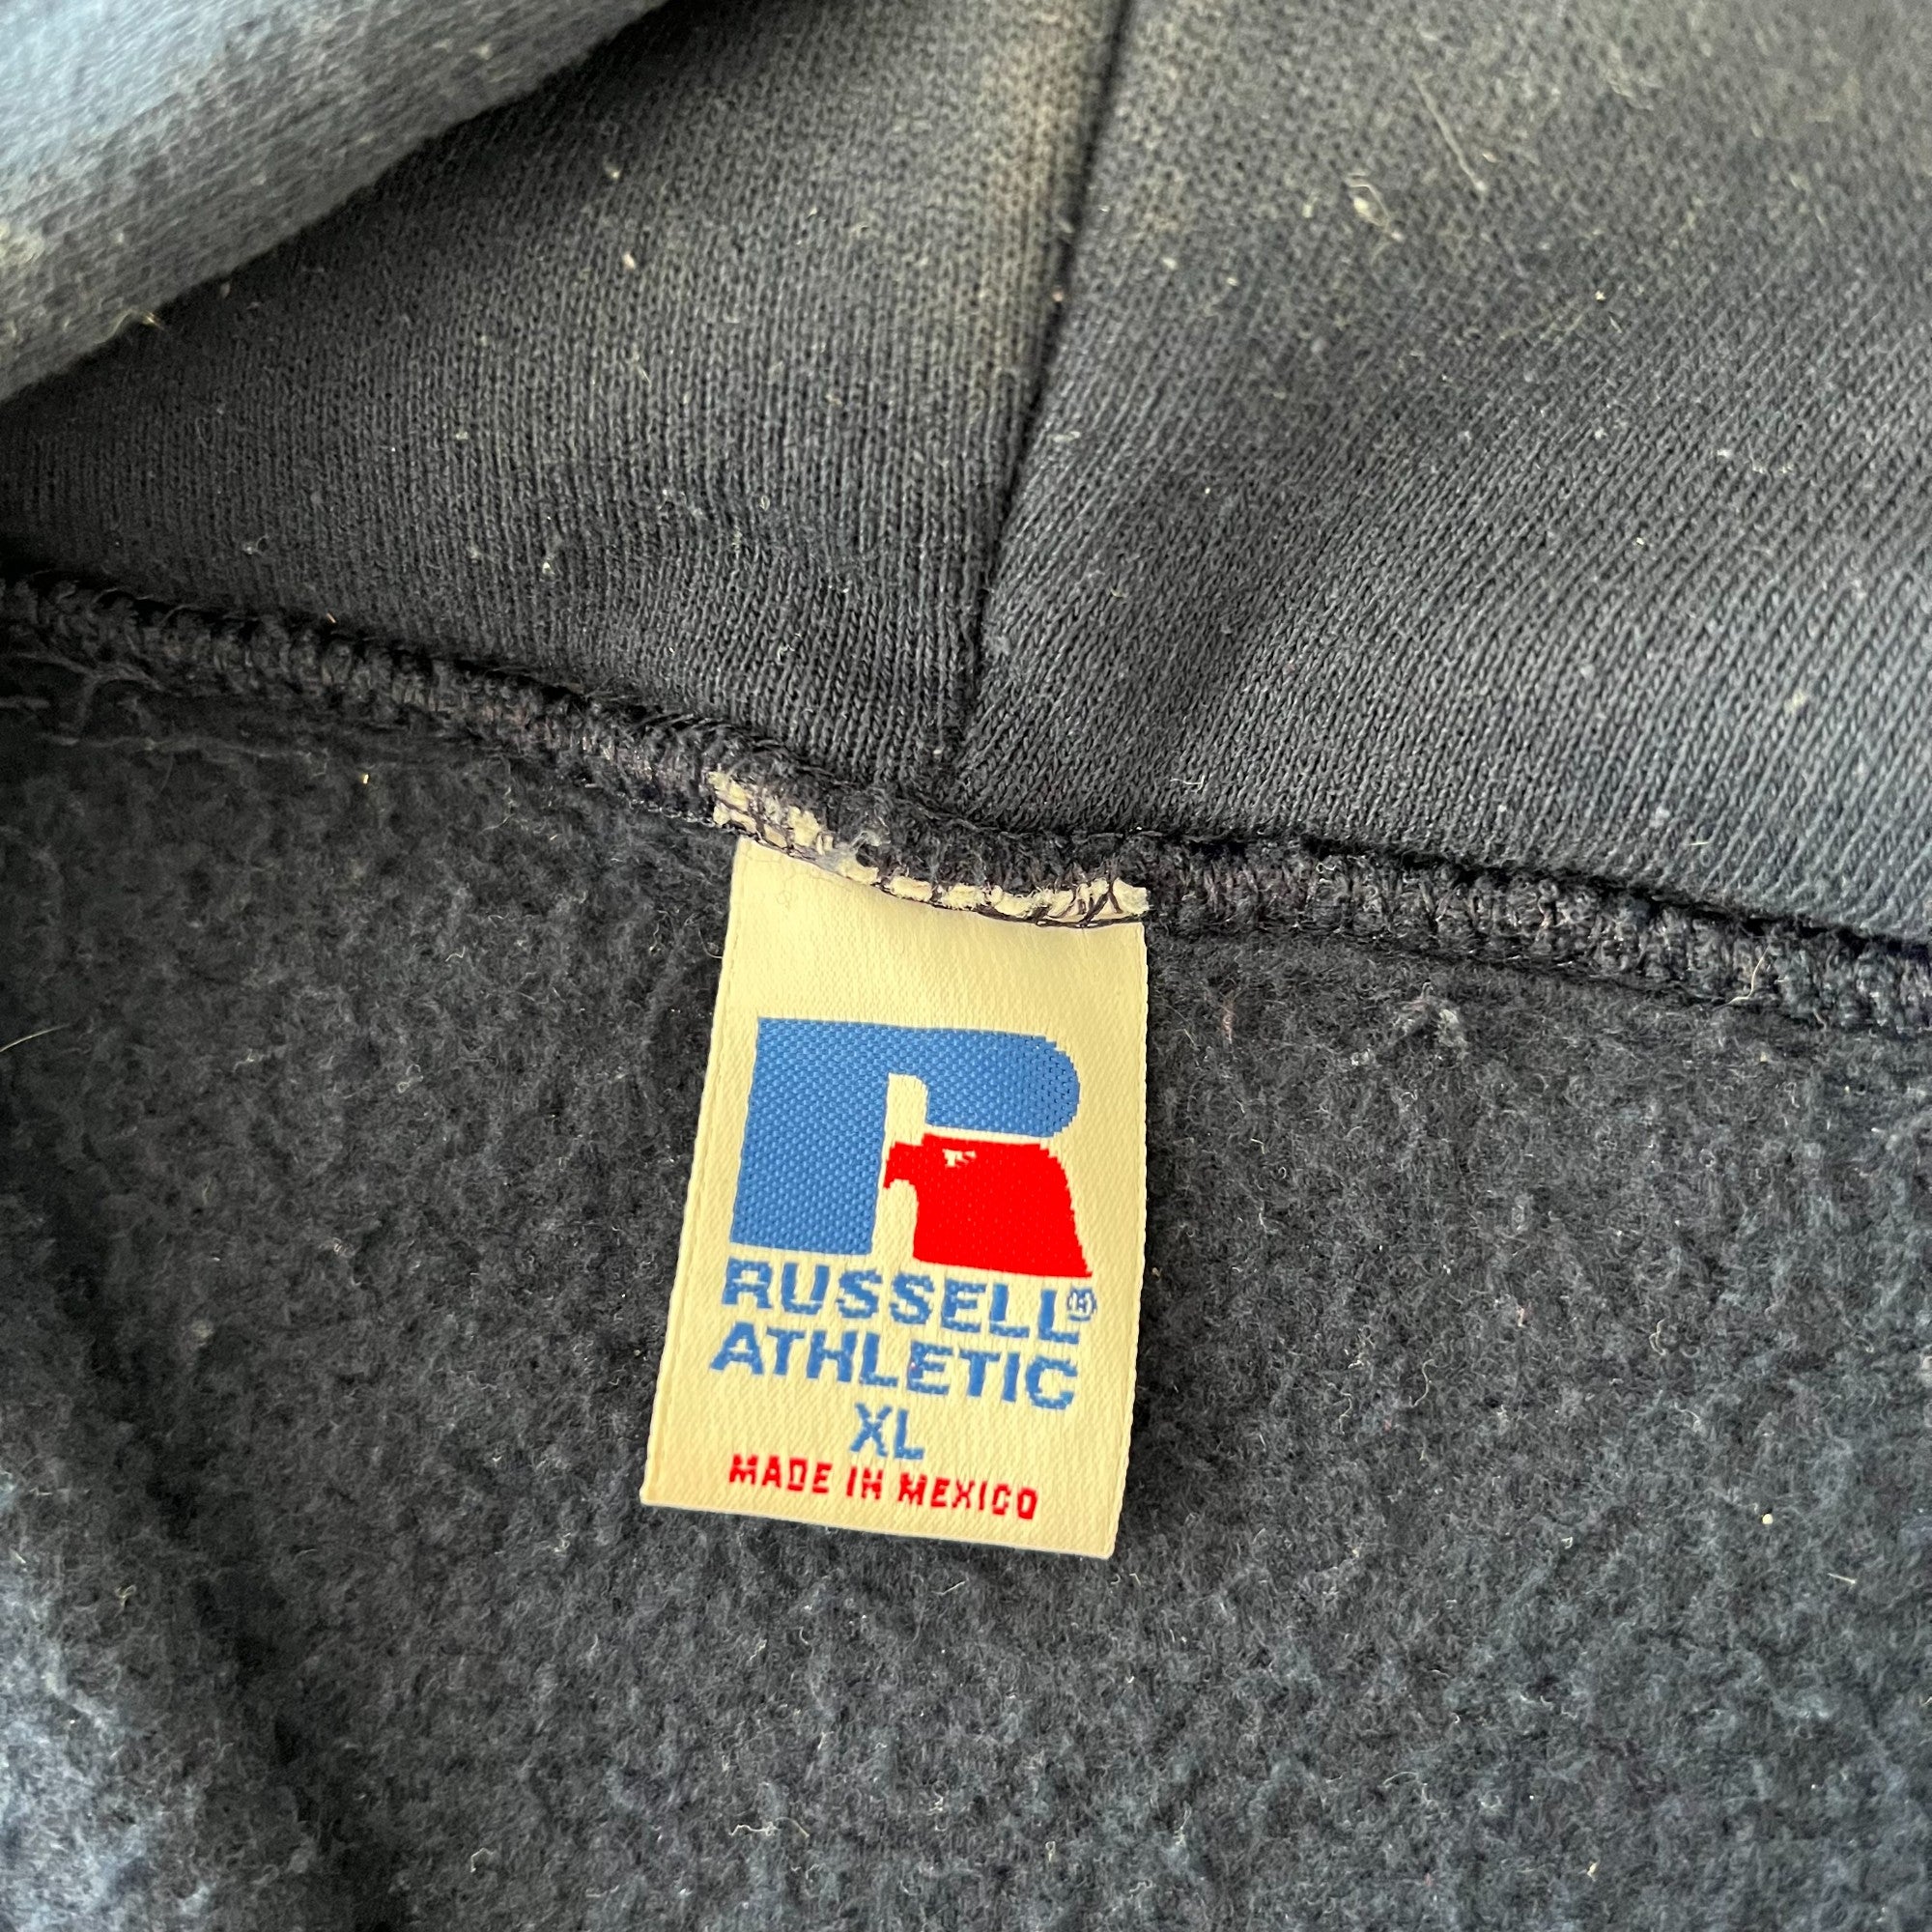 RUSSELL®
ATHLETIC
XL
MADE IN MEXICO